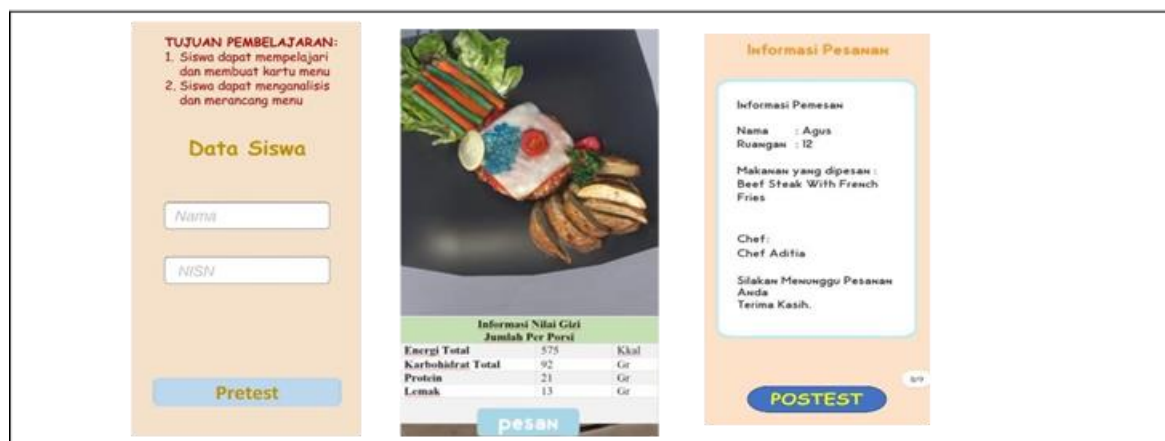 TUJUAN PEMBELAJARAN:
1. Siswa dapat mempelajari
dan membuat kartu menu
2. Siswa dapat menganalisis
dan merancang menu
Data Siswa
Nama
NISN
Pretest
Informasi Nilai Gizi
Jumlah Per Porsi
Energi Total 575 Kkal
Karbohidrat Total 92 Gr
Protein 21 Gr
Lemak 13 Gr
pesan
Informasi Pesanan
Informasi Pemesan
Nama : Agus
Ruangan : 12
Makanan yang dipesan :
Beef Steak With French
Fries
Chef:
Chef Aditia
Silakan Menunggu Pesanan
Anda
Terima Kasih.
POSTEST